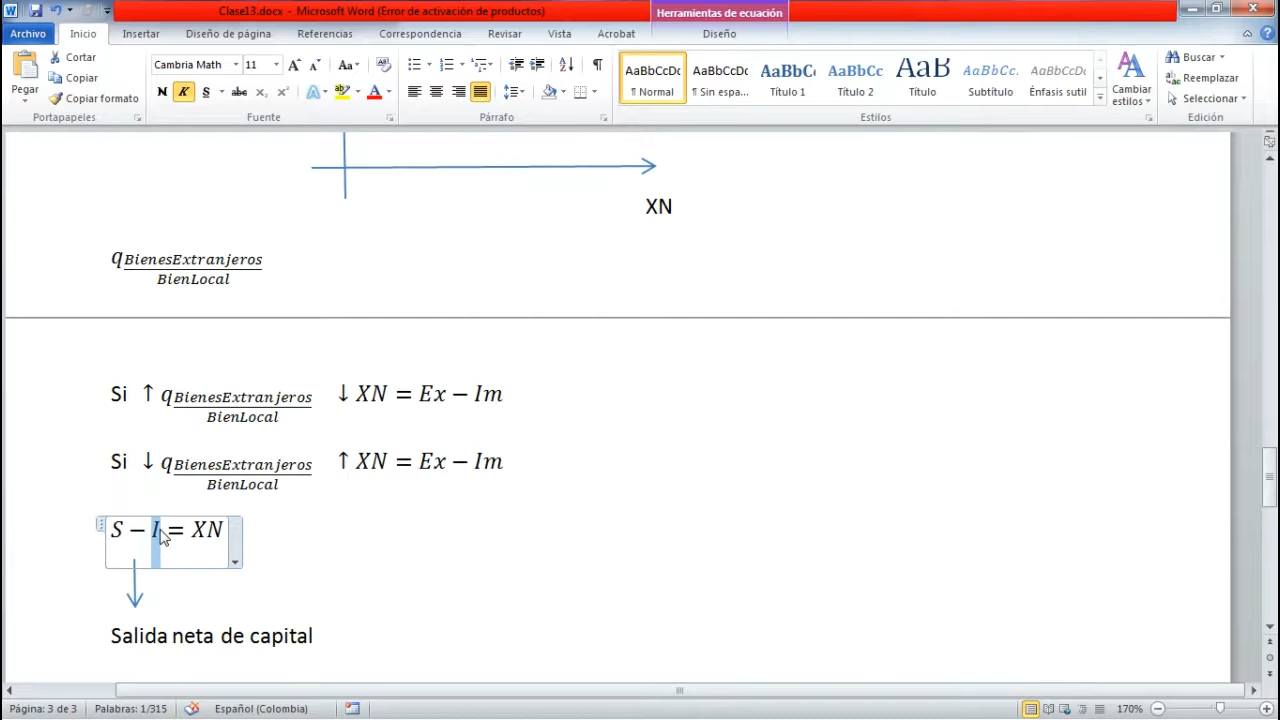 Clase13.docx - Microsoft Word (Error de activación de productos)
Herramientas de ecuación
Archivo Inicio Insertar Diseño de página Referencias Correspondencia Revisar Vista Acrobat Diseño
Pegar
Cortar
Copiar
Copiar formato
Portapapeles
Cambria Math 11
N K S abc x₂ x²
Fuente
Párrafo
AaBbCcDc AaBbCcDc AaBbC AaBbCc AaB AaBbCc. AaBbCcDc
¶ Normal ¶ Sin espa... Título 1 Título 2 Título Subtítulo Énfasis sutil
Cambiar estilos
Estilos
Buscar
Reemplazar
Seleccionar
Edición
XN
q BienesExtranjeros
BienLocal
Si ↑ q BienesExtranjeros ↓ XN = Ex − Im
BienLocal
Si ↓ q BienesExtranjeros ↑ XN = Ex − Im
BienLocal
S − I = XN
Salida neta de capital
Página: 3 de 3 Palabras: 1/315 Español (Colombia) 170%